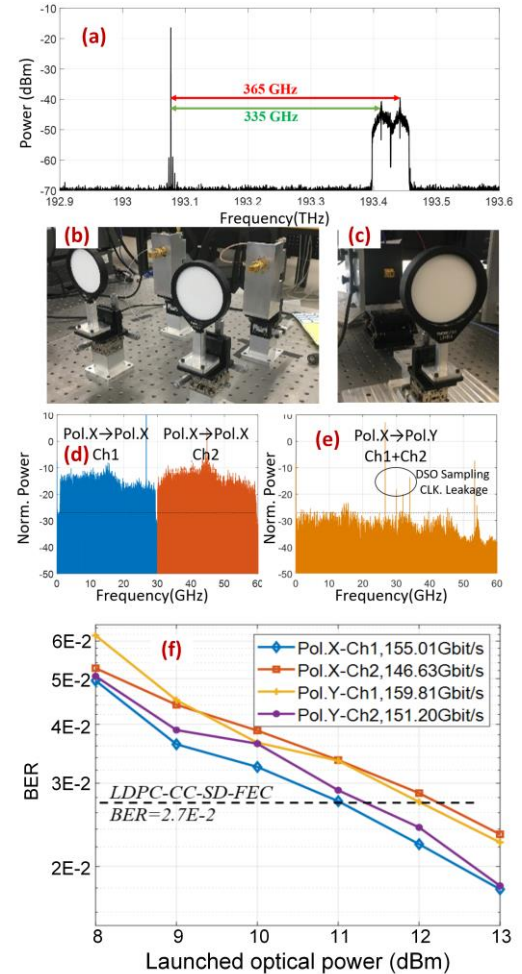 (a)
-10
-20
-30
-40
-50
-60
-70
Power (dBm)
365 GHz
335 GHz
192.9 193 193.1 193.2 193.3 193.4 193.5 193.6
Frequency(THz)
(b)
(c)
(d)
Pol.X→Pol.X Pol.X→Pol.X
Ch1 Ch2
10
0
-10
-20
-30
-40
-50
Norm. Power
0 10 20 30 40 50 60
Frequency(GHz)
(e)
Pol.X→Pol.Y
Ch1+Ch2
DSO Sampling
CLK. Leakage
10
0
-10
-20
-30
-40
-50
Norm. Power
0 10 20 30 40 50 60
Frequency(GHz)
(f)
Pol.X-Ch1,155.01Gbit/s
Pol.X-Ch2,146.63Gbit/s
Pol.Y-Ch1,159.81Gbit/s
Pol.Y-Ch2,151.20Gbit/s
6E-2
5E-2
4E-2
3E-2
2E-2
BER
LDPC-CC-SD-FEC
BER=2.7E-2
8 9 10 11 12 13
Launched optical power (dBm)